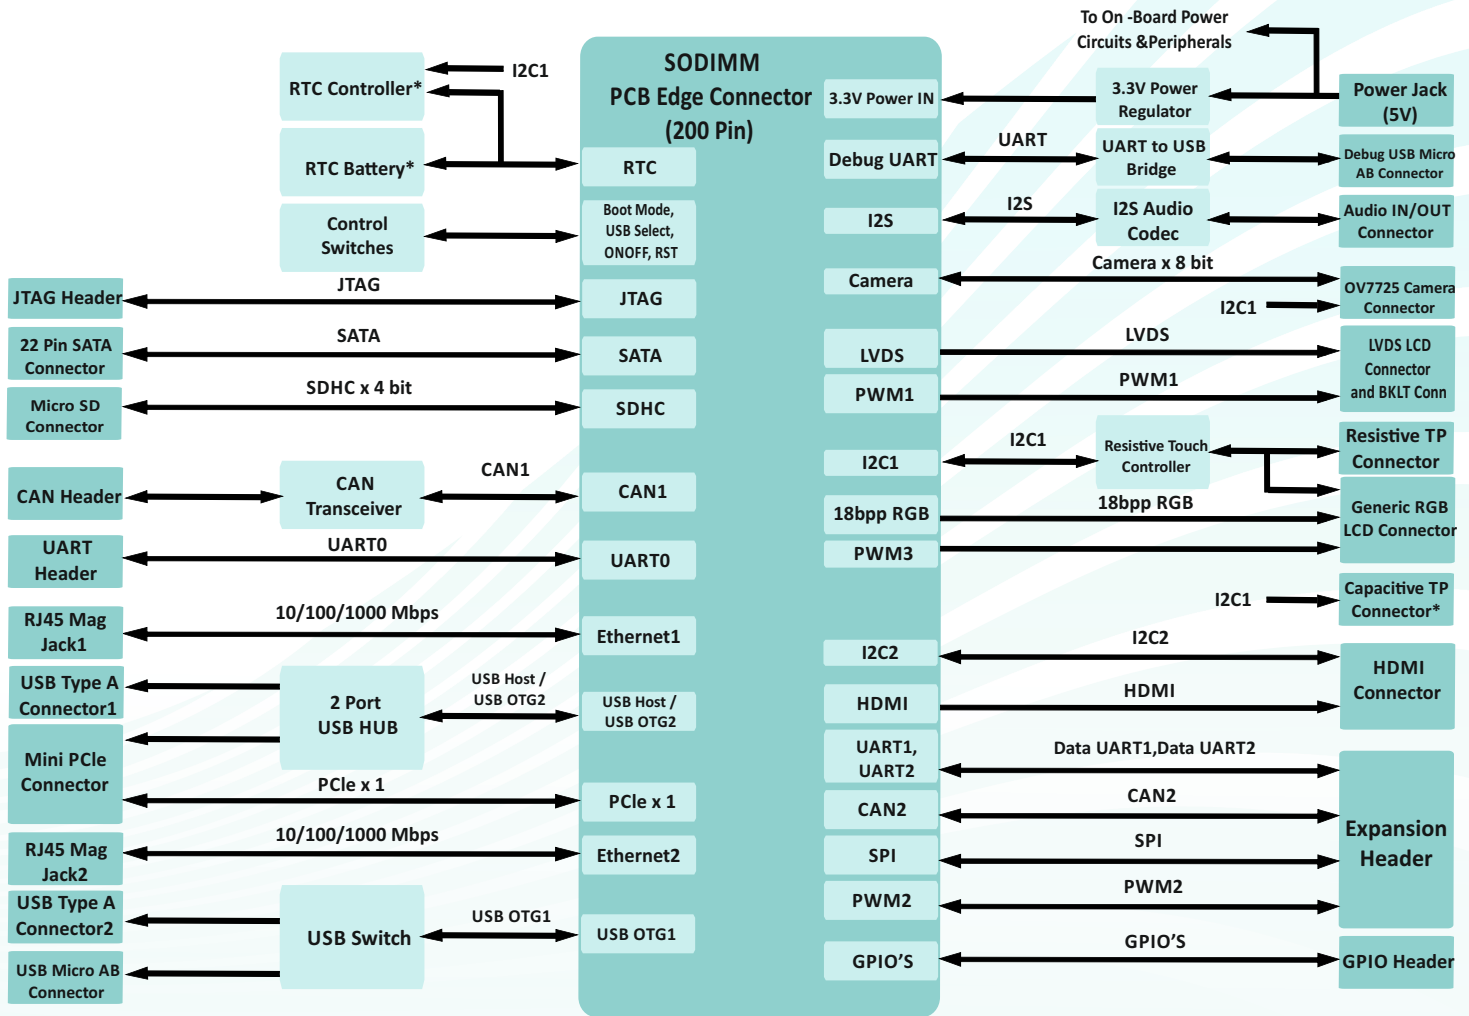 To On -Board Power
Circuits &Peripherals
SODIMM
PCB Edge Connector
(200 Pin)
I2C1
RTC Controller*
RTC Battery*
RTC
Control
Switches
Boot Mode,
USB Select,
ONOFF, RST
JTAG Header
JTAG
JTAG
22 Pin SATA
Connector
SATA
SATA
Micro SD
Connector
SDHC x 4 bit
SDHC
CAN Header
CAN
Transceiver
CAN1
CAN1
UART
Header
UART0
UART0
RJ45 Mag
Jack1
10/100/1000 Mbps
Ethernet1
USB Type A
Connector1
2 Port
USB HUB
USB Host /
USB OTG2
USB Host /
USB OTG2
Mini PCIe
Connector
PCIe x 1
PCIe x 1
RJ45 Mag
Jack2
10/100/1000 Mbps
Ethernet2
USB Type A
Connector2
USB Switch
USB OTG1
USB OTG1
USB Micro AB
Connector
3.3V Power IN
3.3V Power
Regulator
Power Jack
(5V)
Debug UART
UART
UART to USB
Bridge
Debug USB Micro
AB Connector
I2S
I2S
I2S Audio
Codec
Audio IN/OUT
Connector
Camera
Camera x 8 bit
I2C1
OV7725 Camera
Connector
LVDS
LVDS
PWM1
PWM1
LVDS LCD
Connector
and BKLT Conn
I2C1
I2C1
Resistive Touch
Controller
Resistive TP
Connector
18bpp RGB
18bpp RGB
PWM3
Generic RGB
LCD Connector
I2C1
Capacitive TP
Connector*
I2C2
I2C2
HDMI
HDMI
HDMI
Connector
UART1,
UART2
Data UART1,Data UART2
CAN2
CAN2
SPI
SPI
PWM2
PWM2
Expansion
Header
GPIO'S
GPIO'S
GPIO Header